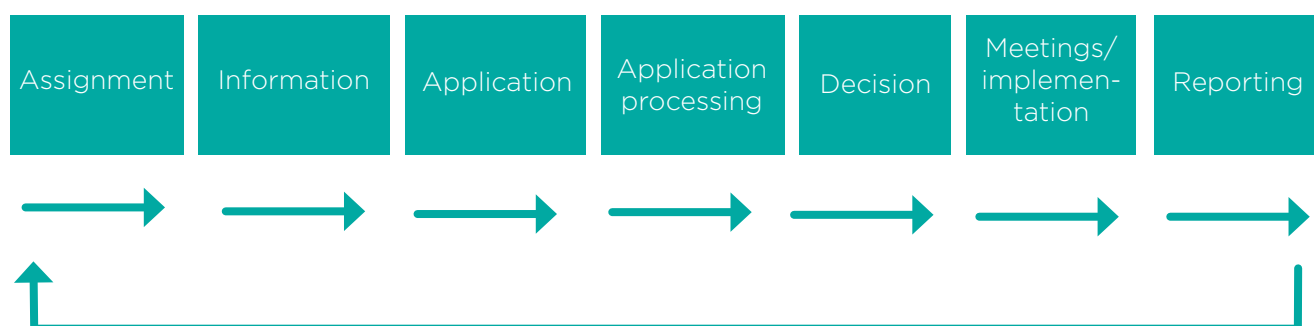 Assignment
Information
Application
Application
processing
Decision
Meetings/
implemen-
tation
Reporting